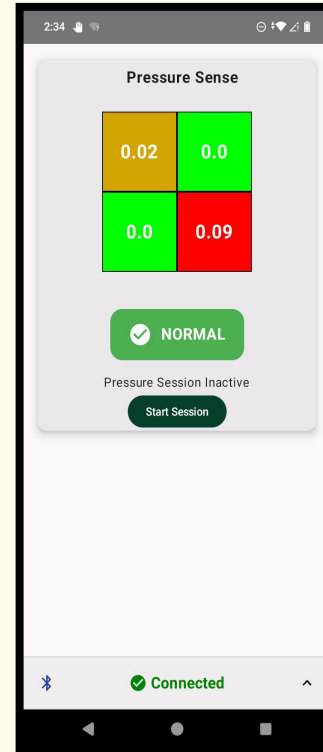 2:34
Pressure Sense
0.02 0.0
0.0 0.09
NORMAL
Pressure Session Inactive
Start Session
Connected